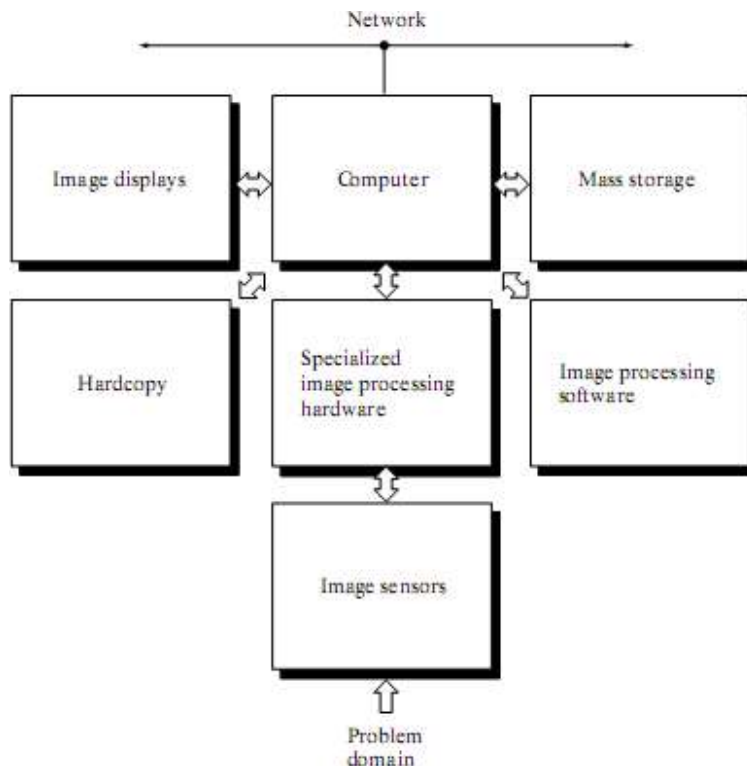 Network
Image displays
Computer
Mass storage
Hardcopy
Specialized
image processing
hardware
Image processing
software
Image sensors
Problem
domain